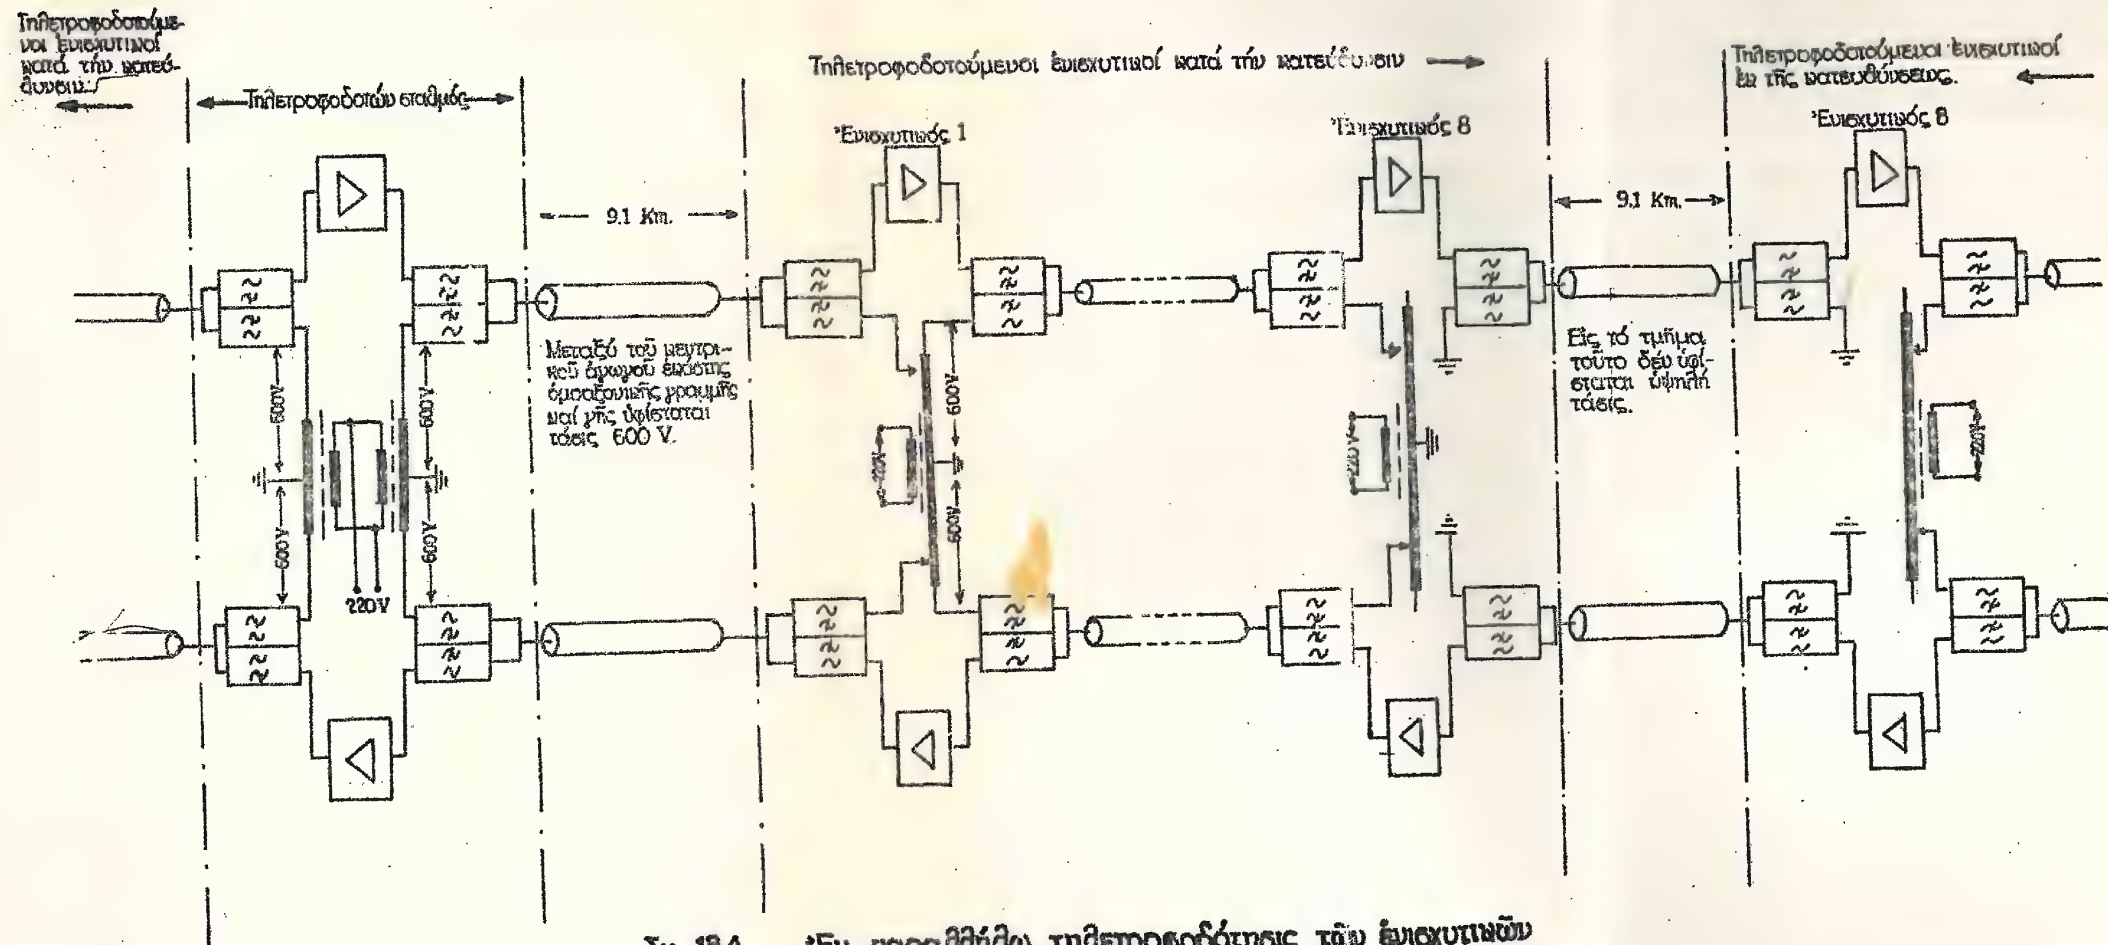 Τηλετροφοδοτούμε-
νοι ἐνισχυτικοί
κατά τήν κατεύ-
θυνσιν:
Τηλετροφοδοτῶν σταθμός
Τηλετροφοδοτούμενοι ἐνισχυτικοί κατά τήν κατεύθυνσιν
Τηλετροφοδοτούμενοι ἐνισχυτικοί
ἐκ τῆς κατευθύνσεως.
Ἐνισχυτικός 1
Ἐνισχυτικός 8
Ἐνισχυτικός 8
9.1 Km.
9.1 Km.
Μεταξύ τοῦ κεντρι-
κοῦ ἀγωγοῦ ἑκάστης
ὁμοαξονικῆς γραμμῆς
καί γῆς ὑφίσταται
τάσις 600 V.
Εἰς τό τμῆμα
τοῦτο δέν ὑφί-
σταται ὑψηλή
τάσις.
600V
600V
600V
600V
220V
600V
600V
220V
220V
220V
Ἐν παραλλήλῳ τηλετροφοδότησις τῶν ἐνισχυτικῶν